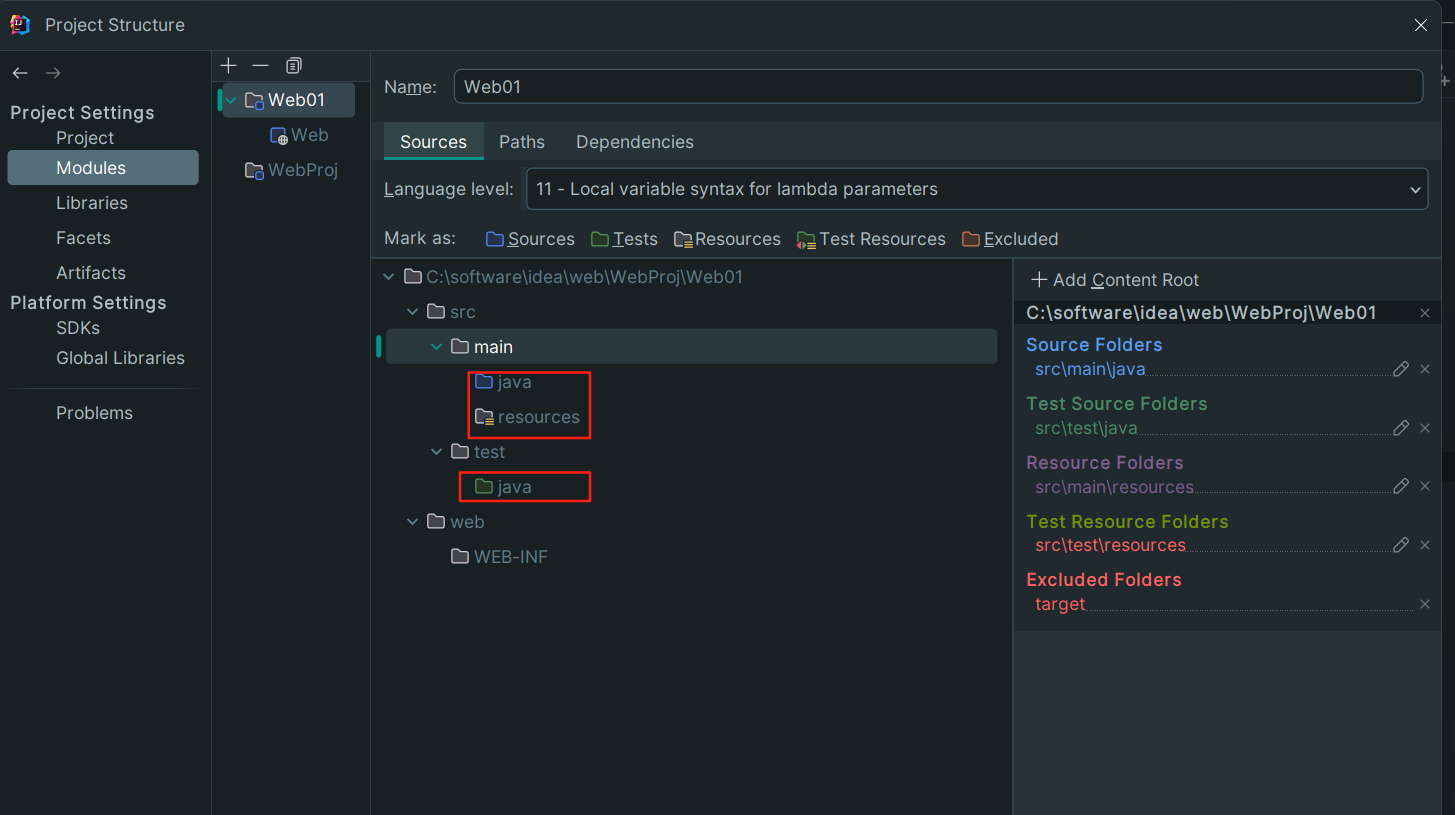 Project Structure
Project Settings
Project
Modules
Libraries
Facets
Artifacts
Platform Settings
SDKs
Global Libraries
Problems
Web01
Web
WebProj
Name: Web01
Sources Paths Dependencies
Language level: 11 - Local variable syntax for lambda parameters
Mark as: Sources Tests Resources Test Resources Excluded
C:\software\idea\web\WebProj\Web01
src
main
java
resources
test
java
web
WEB-INF
Add Content Root
C:\software\idea\web\WebProj\Web01
Source Folders
src\main\java
Test Source Folders
src\test\java
Resource Folders
src\main\resources
Test Resource Folders
src\test\resources
Excluded Folders
target